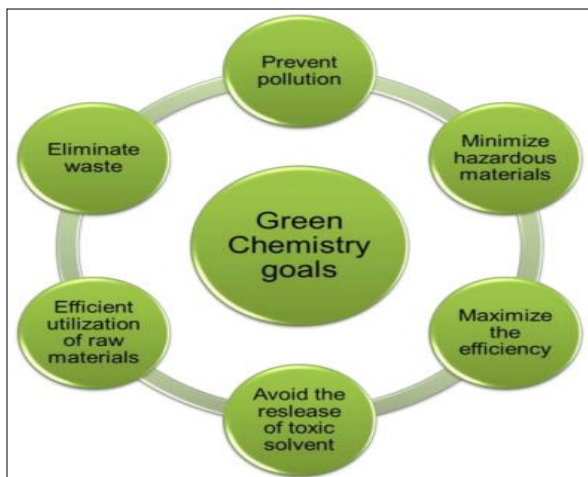 Prevent
pollution
Eliminate
waste
Minimize
hazardous
materials
Green
Chemistry
goals
Efficient
utilization
of raw
materials
Maximize
the
efficiency
Avoid the
reslease
of toxic
solvent